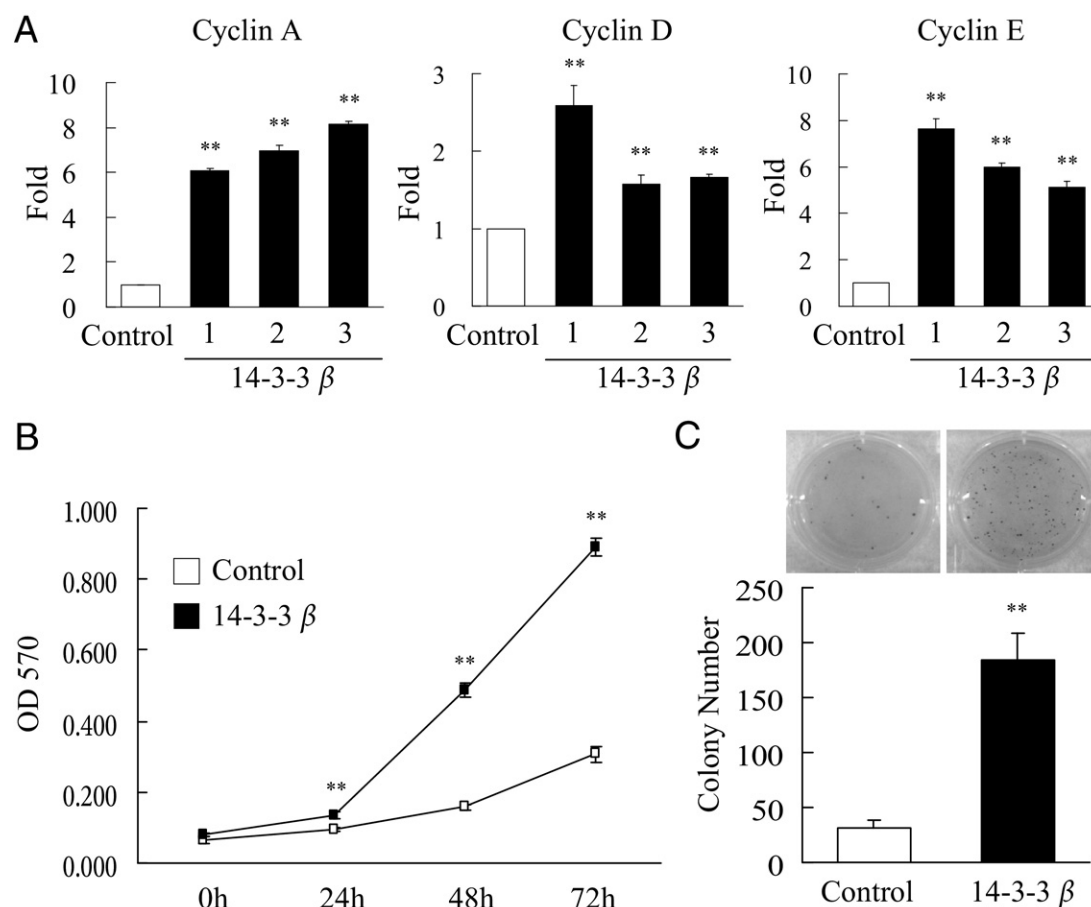 A
Cyclin A
Cyclin D
Cyclin E
Fold
10
8
6
4
2
0
**
**
**
Control
1
2
3
14-3-3 β
Fold
3
2
1
0
**
**
**
Control
1
2
3
14-3-3 β
Fold
10
8
6
4
2
0
**
**
**
Control
1
2
3
14-3-3 β
B
OD 570
1.000
0.800
0.600
0.400
0.200
0.000
Control
14-3-3 β
**
**
**
0h
24h
48h
72h
C
Colony Number
250
200
150
100
50
0
**
Control
14-3-3 β